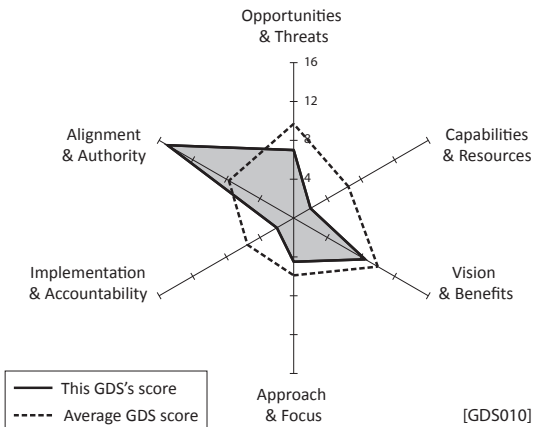 Opportunities
& Threats
16
12
8
4
Alignment
& Authority
Capabilities
& Resources
Implementation
& Accountability
Vision
& Benefits
Approach
& Focus
This GDS's score
Average GDS score
[GDS010]